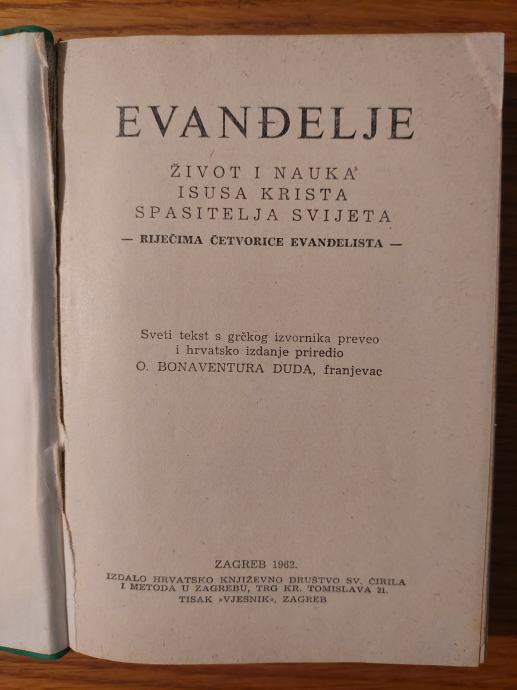 EVANĐELJE
ŽIVOT I NAUKA
ISUSA KRISTA
SPASITELJA SVIJETA
— RIJEČIMA ČETVORICE EVANĐELISTA —
Sveti tekst s grčkog izvornika preveo
i hrvatsko izdanje priredio
O. BONAVENTURA DUDA, franjevac
ZAGREB 1962.
IZDALO HRVATSKO KNJIŽEVNO DRUŠTVO SV. ĆIRILA
I METODA U ZAGREBU, TRG KR. TOMISLAVA 21.
TISAK »VJESNIK«, ZAGREB